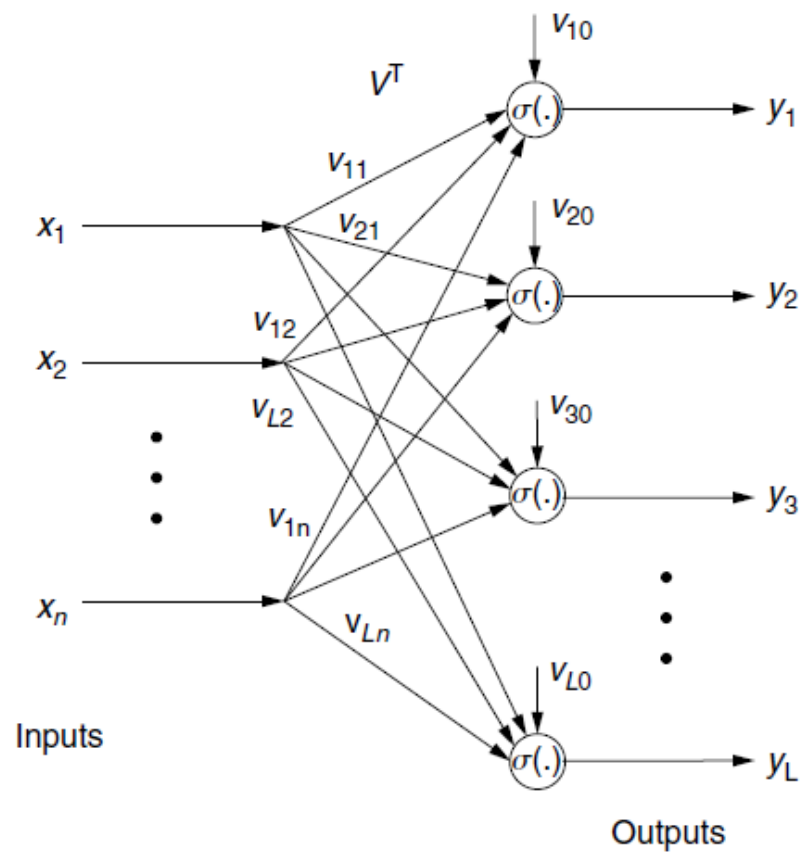 v10
V^T
σ(.)
y1
v11
x1
v21
v20
σ(.)
y2
v12
x2
vL2
v30
σ(.)
y3
v1n
xn
vLn
vL0
Inputs
σ(.)
yL
Outputs